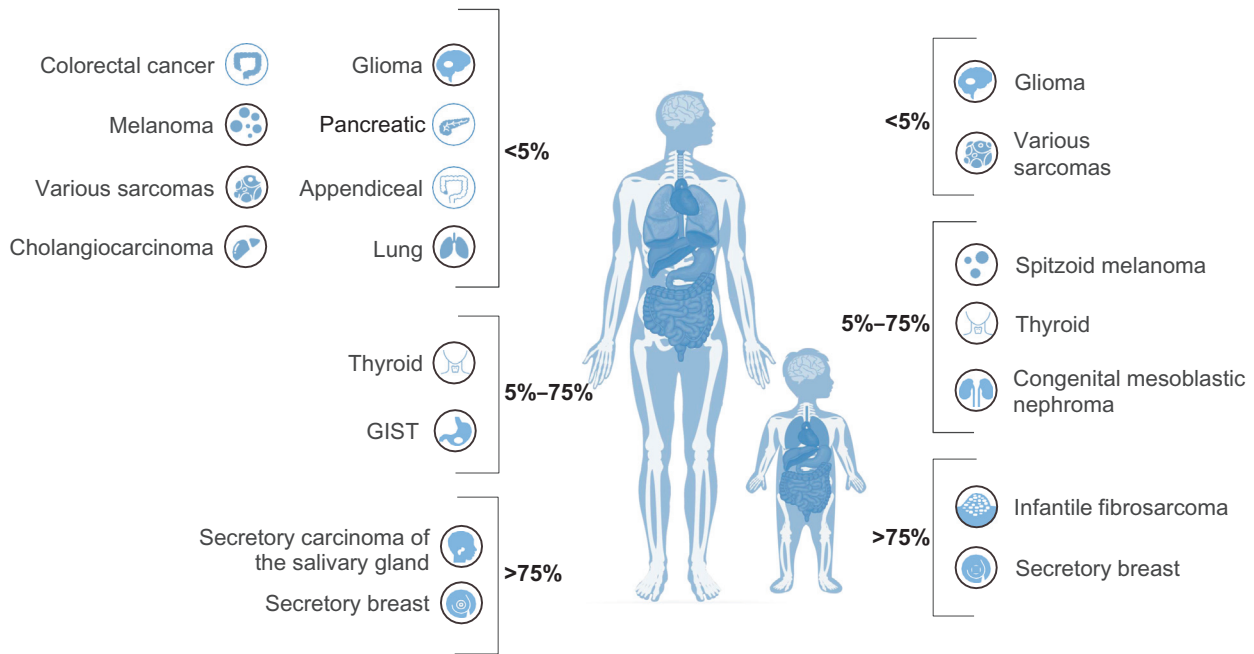 Colorectal cancer
Glioma
Melanoma
Pancreatic
Various sarcomas
Appendiceal
Cholangiocarcinoma
Lung
<5%
Thyroid
GIST
5%–75%
Secretory carcinoma of
the salivary gland
Secretory breast
>75%
<5%
Glioma
Various
sarcomas
5%–75%
Spitzoid melanoma
Thyroid
Congenital mesoblastic
nephroma
>75%
Infantile fibrosarcoma
Secretory breast